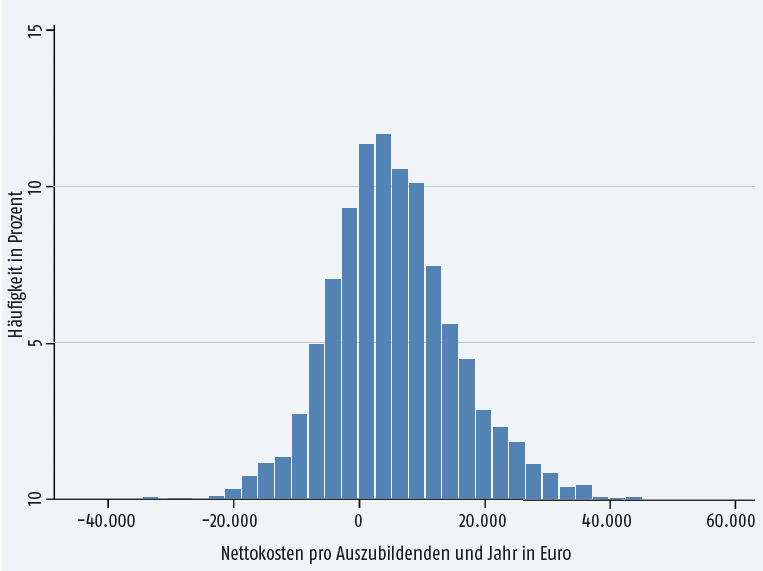 15
10
5
10
Häufigkeit in Prozent
−40.000 −20.000 0 20.000 40.000 60.000
Nettokosten pro Auszubildenden und Jahr in Euro